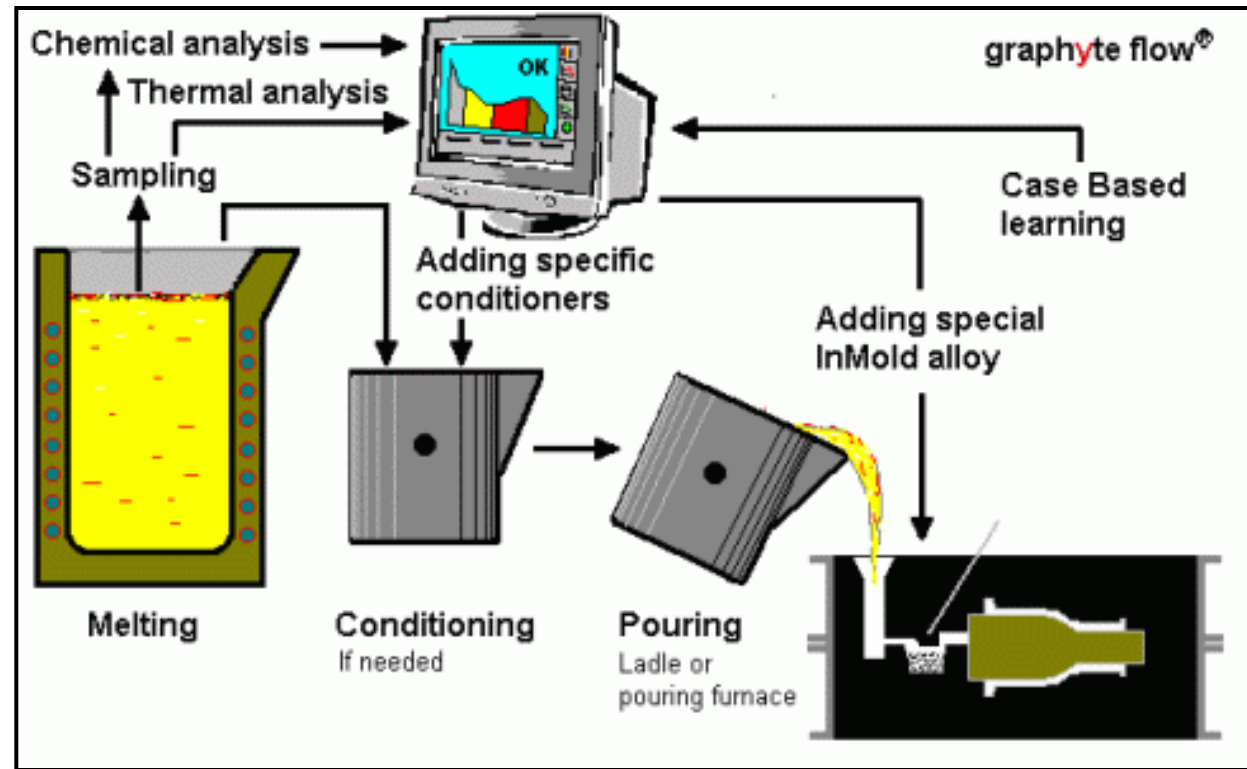 Chemical analysis
graphyte flow®
OK
Thermal analysis
Sampling
Case Based
learning
Adding specific
conditioners
Adding special
InMold alloy
Melting
Conditioning
If needed
Pouring
Ladle or
pouring furnace